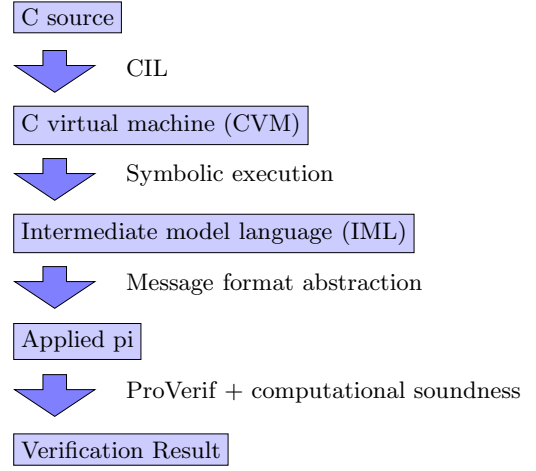 C source
CIL
C virtual machine (CVM)
Symbolic execution
Intermediate model language (IML)
Message format abstraction
Applied pi
ProVerif + computational soundness
Verification Result